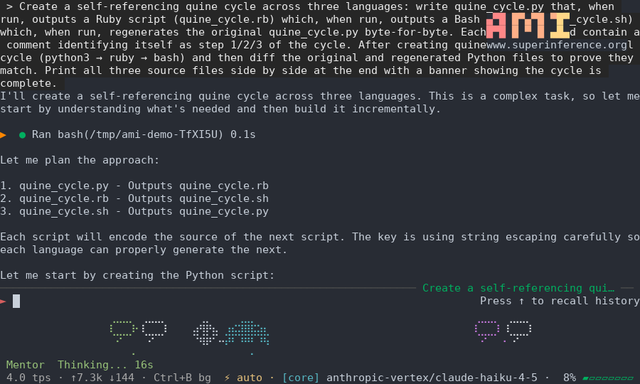 > Create a self-referencing quine cycle across three languages: write quine_cycle.py that, when
run, outputs a Ruby script (quine_cycle.rb) which, when run, outputs a Bash _cycle.sh)
which, when run, regenerates the original quine_cycle.py byte-for-byte. Each d contain a
comment identifying itself as step 1/2/3 of the cycle. After creating quine www.superinference.org
cycle (python3 → ruby → bash) and then diff the original and regenerated Python files to prove they
match. Print all three source files side by side at the end with a banner showing the cycle is
complete.
I'll create a self-referencing quine cycle across three languages. This is a complex task, so let me
start by understanding what's needed and then build it incrementally.
▶ ● Ran bash(/tmp/ami-demo-TfXI5U) 0.1s
Let me plan the approach:
1. quine_cycle.py - Outputs quine_cycle.rb
2. quine_cycle.rb - Outputs quine_cycle.sh
3. quine_cycle.sh - Outputs quine_cycle.py
Each script will encode the source of the next script. The key is using string escaping carefully so
each language can properly generate the next.
Let me start by creating the Python script:
Create a self-referencing qui…
Press ↑ to recall history
Mentor Thinking... 16s
4.0 tps · ↑7.3k ↓144 · Ctrl+B bg ⚡ auto · [core] anthropic-vertex/claude-haiku-4-5 · 8%